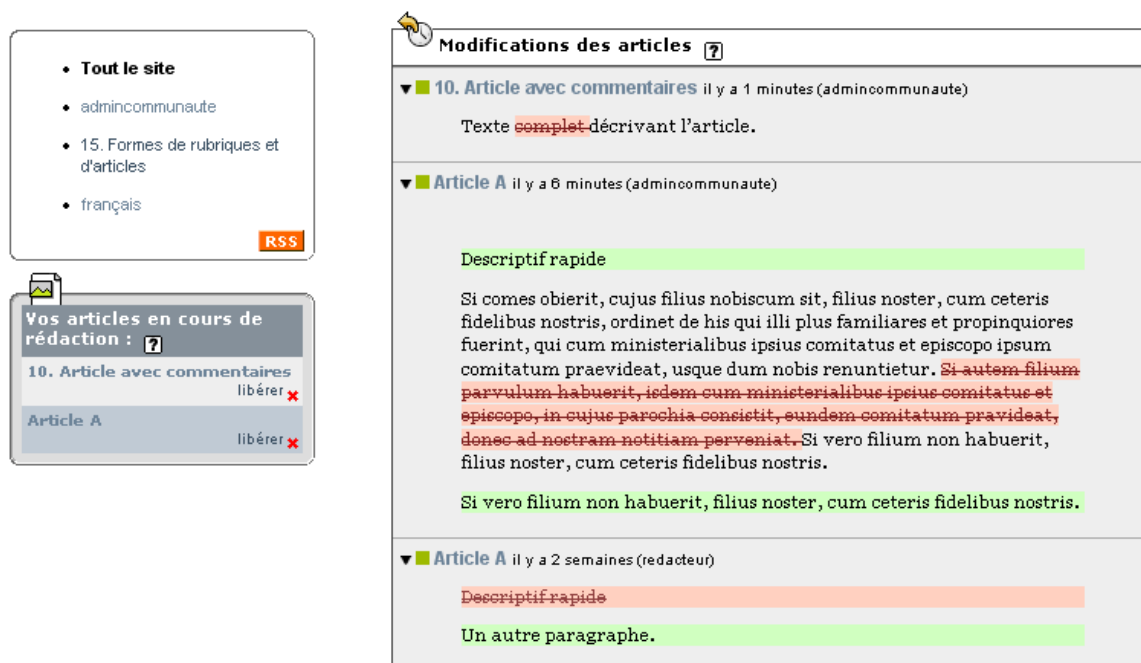 Tout le site
admincommunaute
15. Formes de rubriques et
d'articles
français
RSS
Vos articles en cours de
rédaction : ?
10. Article avec commentaires
libérer
Article A
libérer
Modifications des articles ?
10. Article avec commentaires il y a 1 minutes (admincommunaute)
Texte complet décrivant l'article.
Article A il y a 6 minutes (admincommunaute)
Descriptif rapide
Si comes obierit, cujus filius nobiscum sit, filius noster, cum ceteris
fidelibus nostris, ordinet de his qui illi plus familiares et propinquiores
fuerint, qui cum ministerialibus ipsius comitatus et episcopo ipsum
comitatum praevideat, usque dum nobis renuntietur. Si autem filium
parvulum habuerit, isdem cum ministerialibus ipsius comitatus et
episcopo, in cujus parochia consistit, eundem comitatum pravideat,
donec ad nostram notitiam perveniat. Si vero filium non habuerit,
filius noster, cum ceteris fidelibus nostris.
Si vero filium non habuerit, filius noster, cum ceteris fidelibus nostris.
Article A il y a 2 semaines (redacteur)
Descriptif rapide
Un autre paragraphe.